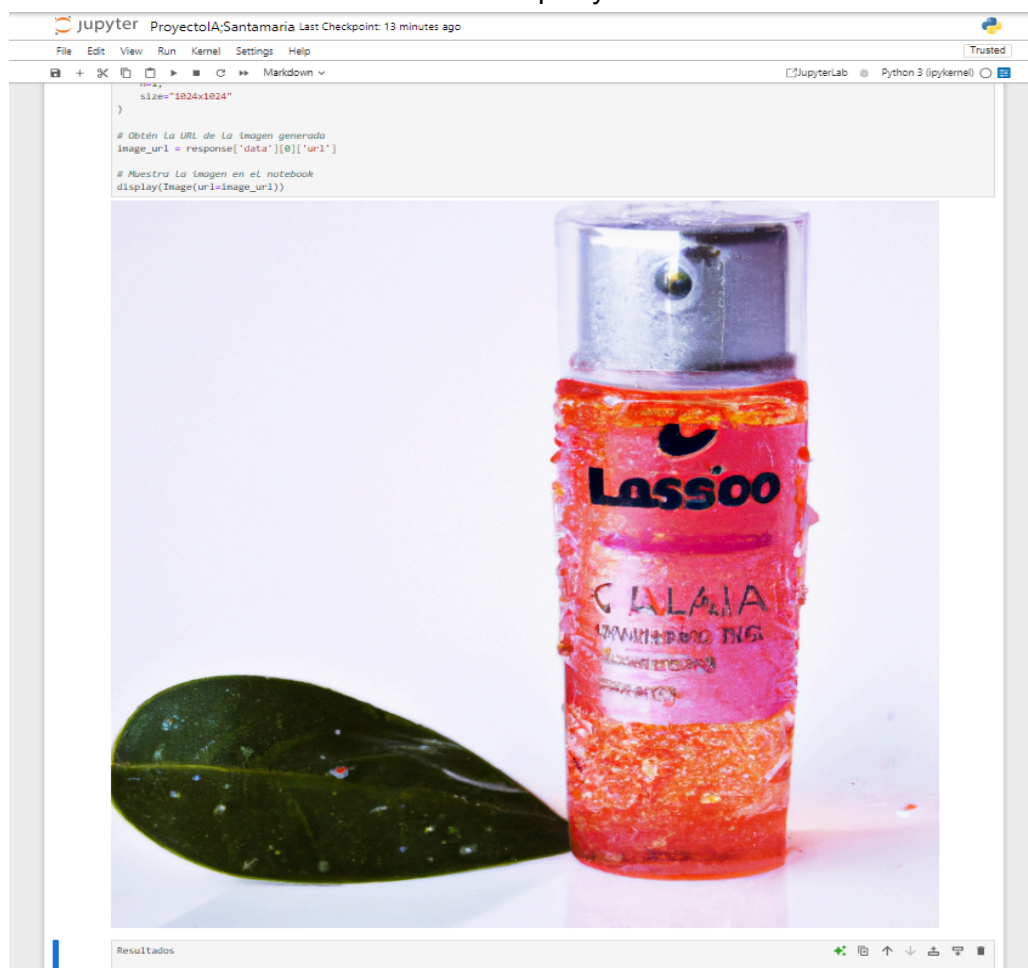 jupyter ProyectoIA;Santamaria Last Checkpoint: 13 minutes ago
File Edit View Run Kernel Settings Help
Trusted
Markdown
JupyterLab
Python 3 (ipykernel)
size="1024x1024"
)
# Obtén la URL de la imagen generada
image_url = response['data'][0]['url']
# Muestra la imagen en el notebook
display(Image(url=image_url))
Lassioo
Resultados